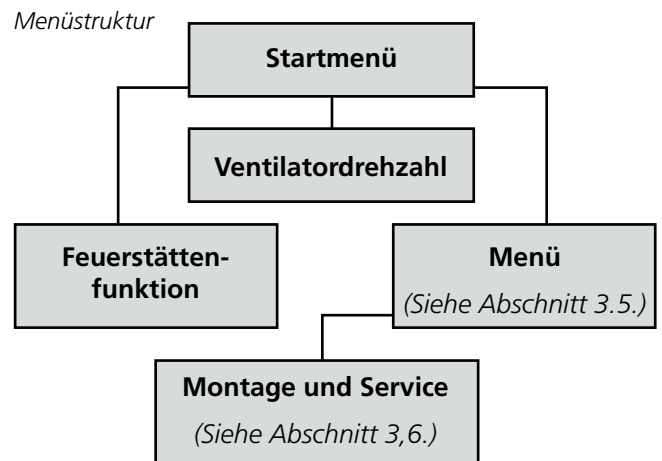 Menüstruktur
Startmenü
Ventilatordrehzahl
Feuerstätten-
funktion
Menü
(Siehe Abschnitt 3.5.)
Montage und Service
(Siehe Abschnitt 3,6.)